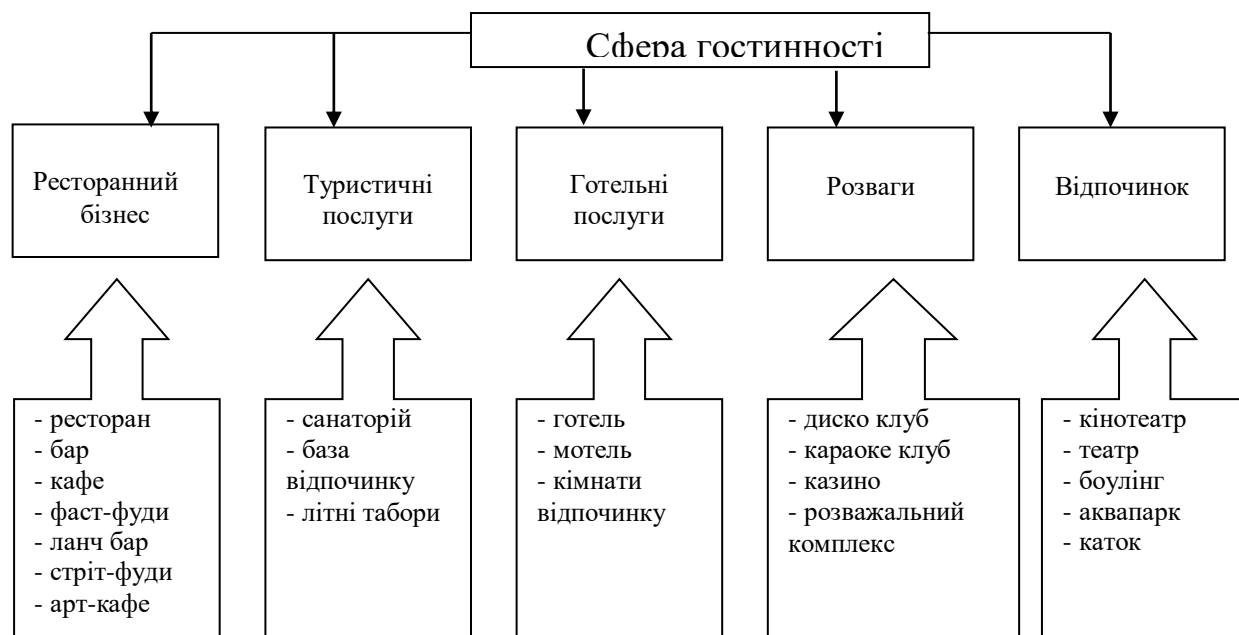 Сфера гостинності
Ресторанний
бізнес
Туристичні
послуги
Готельні
послуги
Розваги
Відпочинок
- ресторан
- бар
- кафе
- фаст-фуди
- ланч бар
- стріт-фуди
- арт-кафе
- санаторій
- база
відпочинку
- літні табори
- готель
- мотель
- кімнати
відпочинку
- диско клуб
- караоке клуб
- казино
- розважальний
комплекс
- кінотеатр
- театр
- боулінг
- аквапарк
- каток